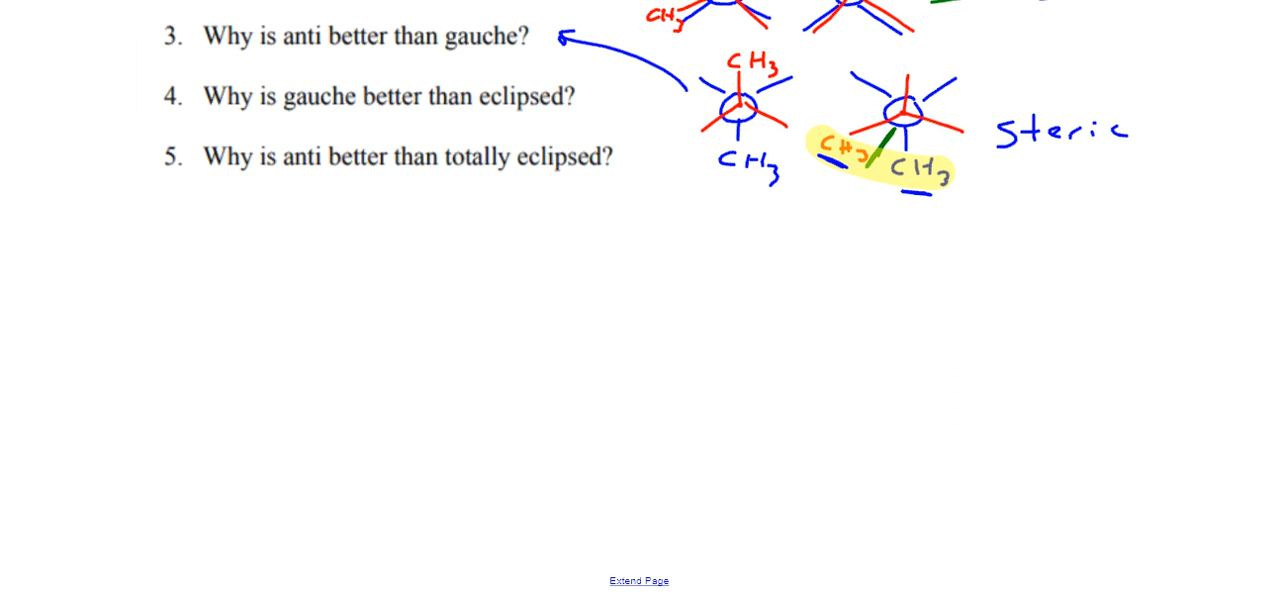 CH3
3. Why is anti better than gauche?
CH3
4. Why is gauche better than eclipsed?
Steric
CH3
5. Why is anti better than totally eclipsed?
CH3
CH3
Extend Page